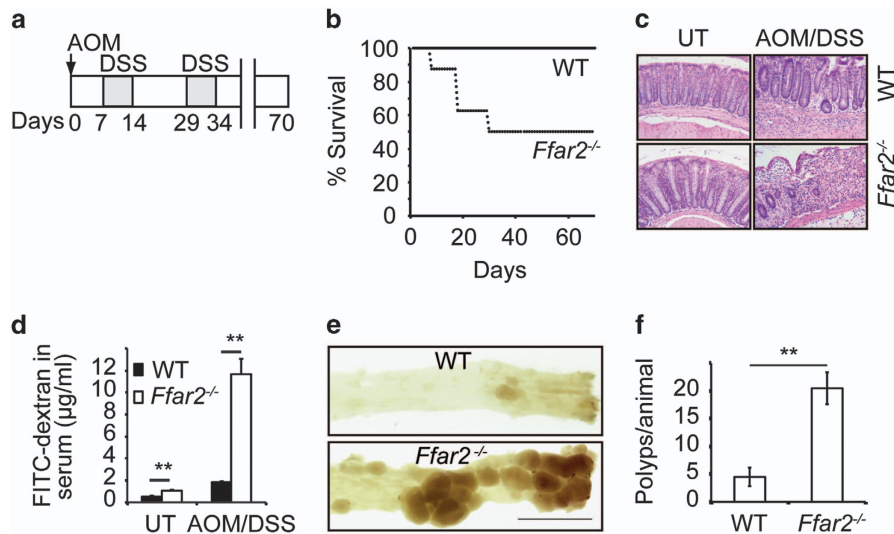 a
AOM
DSS DSS
Days 0 7 14 29 34 70
b
100
80
60
40
20
0
% Survival
WT
Ffar2-/-
0 20 40 60
Days
c
UT AOM/DSS
WT
Ffar2-/-
d
FITC-dextran in
serum (µg/ml)
12
10
8
6
4
2
0
WT
Ffar2-/-
**
**
UT AOM/DSS
e
WT
Ffar2-/-
f
Polyps/animal
20
15
10
5
0
**
WT Ffar2-/-